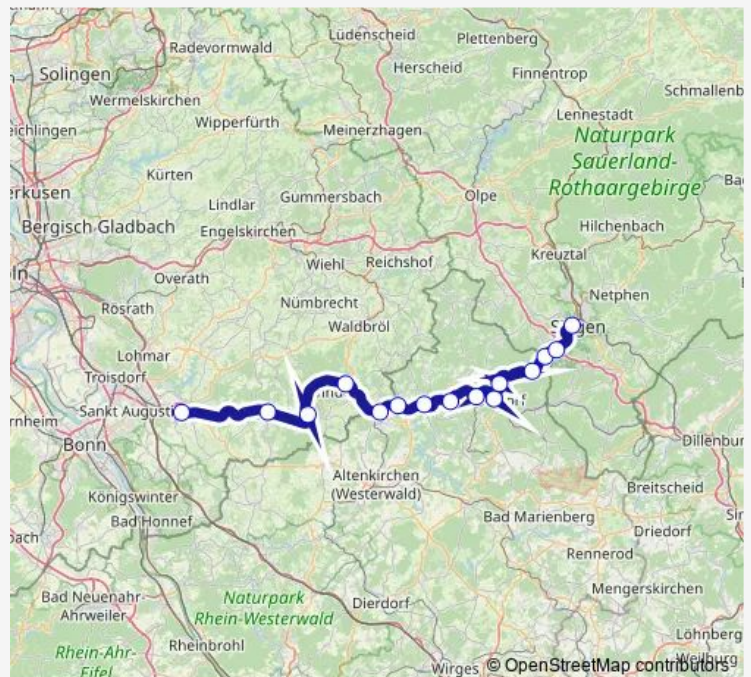 Lüdenscheid
Plettenberg
Radevormwald
Solingen
Herscheid
Finnentrop
Wermelskirchen
Schmallenb
Lennestadt
Wipperfürth
eichlingen
Meinerzhagen
Naturpark
Sauerland-
Rothaargebirge
Kürten
erkusen
Gummersbach
Olpe
Lindlar
Bergisch Gladbach
Engelskirchen
Hilchenbach
Kreuztal
Wiehl
Reichshof
Overath
Netphen
Nümbrecht
Rösrath
Waldbröl
Lohmar
Troisdorf
Sankt August
rnheim
Bonn
Dillenbur
Altenkirchen
(Westerwald)
Breitscheid
Königswinter
Bad Honnef
Bad Marienberg
Driedorf
Rennerod
Mengerskirchen
Bad Neuenahr-
Ahrweiler
Naturpark
Rhein-Westerwald
Dierdorf
Löhnberg
Rheinbrohl
Rhein-Ahr-
Eifel
Weilburg
Wirges
© OpenStreetMap contributors